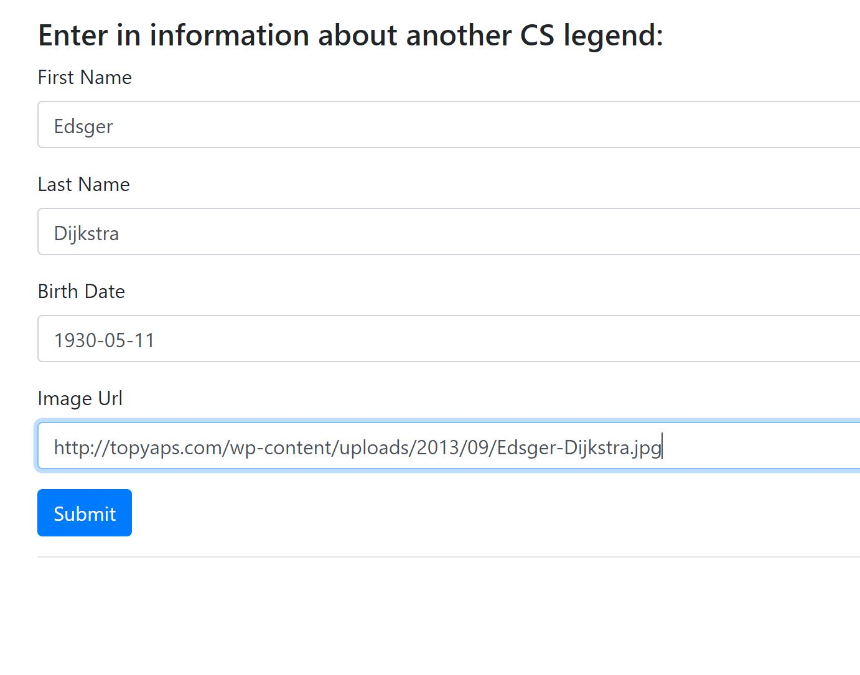 Enter in information about another CS legend:
First Name
Edsger
Last Name
Dijkstra
Birth Date
1930-05-11
Image Url
http://topyaps.com/wp-content/uploads/2013/09/Edsger-Dijkstra.jpg
Submit